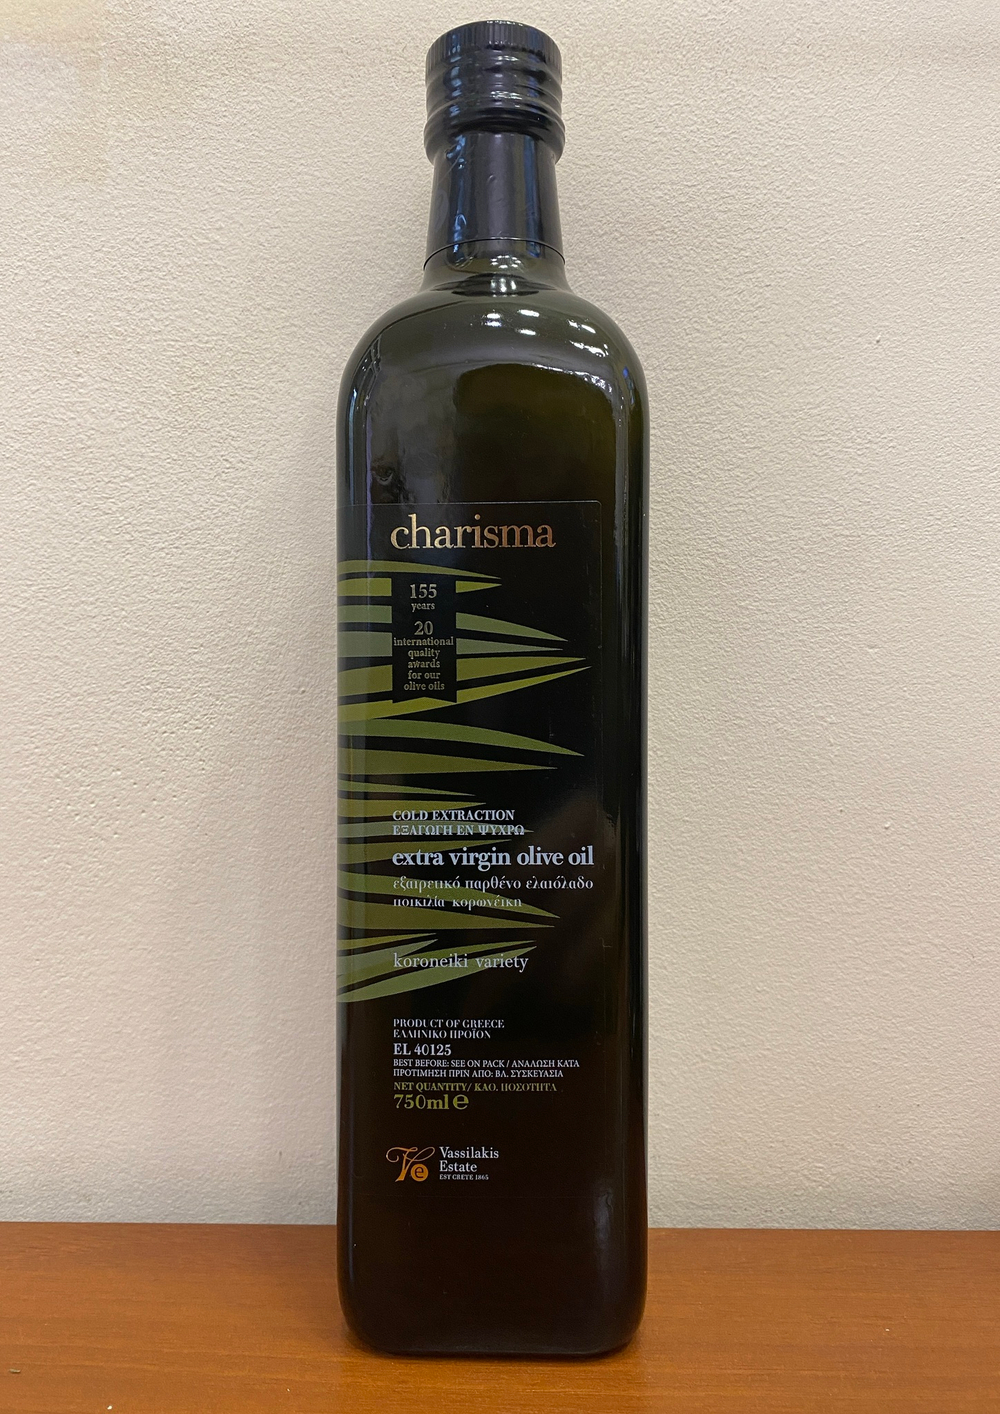 charisma
155
years
20
international
quality
awards
for our
olive oils
COLD EXTRACTION
ΕΞΑΓΩΓΗ ΕΝ ΨΥΧΡΩ
extra virgin olive oil
εξαιρετικό παρθένο ελαιόλαδο
ποικιλία κορωνέικη
koroneiki variety
PRODUCT OF GREECE
ΕΛΛΗΝΙΚΟ ΠΡΟΪΟΝ
EL 40125
BEST BEFORE: SEE ON PACK / ΑΝΑΛΩΣΗ ΚΑΤΑ
ΠΡΟΤΙΜΗΣΗ ΠΡΙΝ ΑΠΟ: ΒΛ. ΣΥΣΚΕΥΑΣΙΑ
NET QUANTITY/ ΚΑΘ. ΠΟΣΟΤΗΤΑ
750ml ℮
Ve
Vassilakis
Estate
EST CRETE 1865